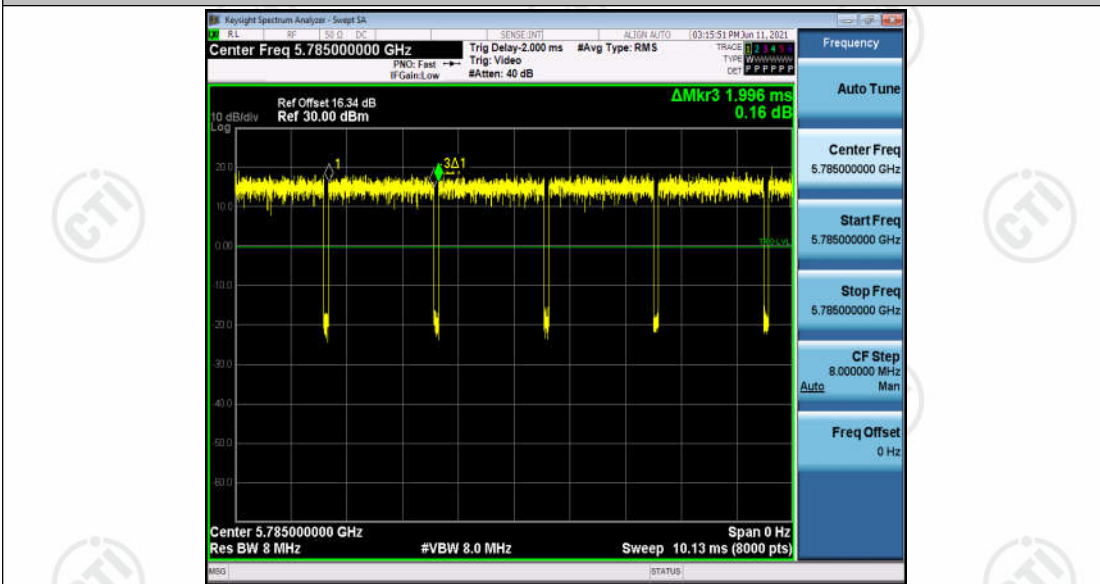 Keysight Spectrum Analyzer - Swept SA
RL RF 50 Ω DC SENSE:INT ALIGN AUTO 03:15:51 PM Jun 11, 2021
Center Freq 5.785000000 GHz
PNO: Fast
IFGain:Low
Trig Delay-2.000 ms
Trig: Video
#Atten: 40 dB
#Avg Type: RMS
TRACE 1 2 3 4 5 6
TYPE
DET P P P P P P
Frequency
Auto Tune
Center Freq
5.785000000 GHz
Start Freq
5.785000000 GHz
Stop Freq
5.785000000 GHz
CF Step
8.000000 MHz
Auto Man
Freq Offset
0 Hz
ΔMkr3 1.996 ms
0.16 dB
Ref Offset 16.34 dB
10 dB/div Ref 30.00 dBm
Log
1
3Δ1
20.0
10.0
0.00
TRIG LVL
-10.0
-20.0
-30.0
-40.0
-50.0
-60.0
Center 5.785000000 GHz Span 0 Hz
Res BW 8 MHz #VBW 8.0 MHz Sweep 10.13 ms (8000 pts)
MSG STATUS
CTI
CTI